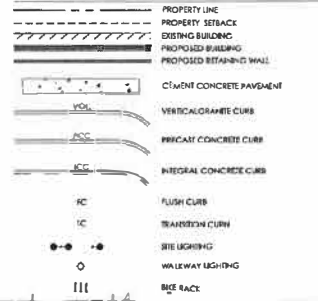 PROPERTY LINE
PROPERTY SETBACK
EXISTING BUILDING
PROPOSED BUILDING
PROPOSED RETAINING WALL
CEMENT CONCRETE PAVEMENT
VERTICAL GRANITE CURB
PCC PRECAST CONCRETE CURB
ICC INTEGRAL CONCRETE CURB
FC FLUSH CURB
TC TRANSITION CURB
SITE LIGHTING
WALKWAY LIGHTING
BIKE RACK